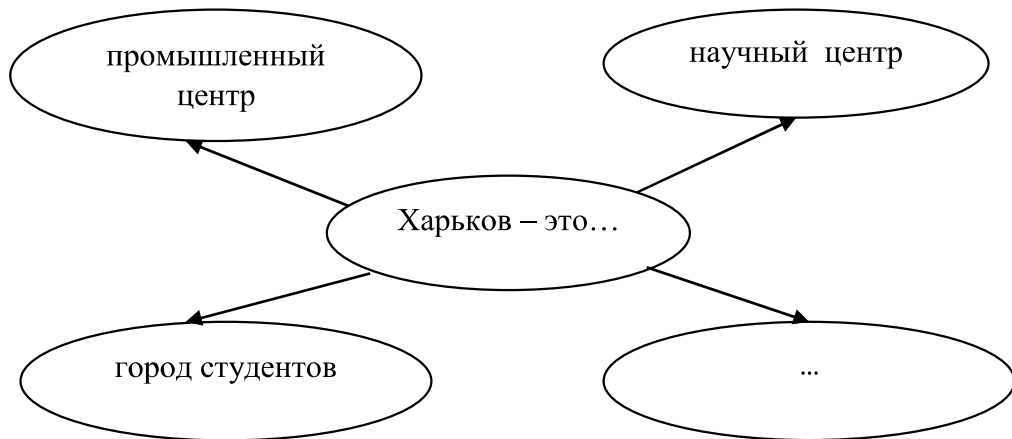 промышленный
центр
научный центр
Харьков – это…
город студентов
...